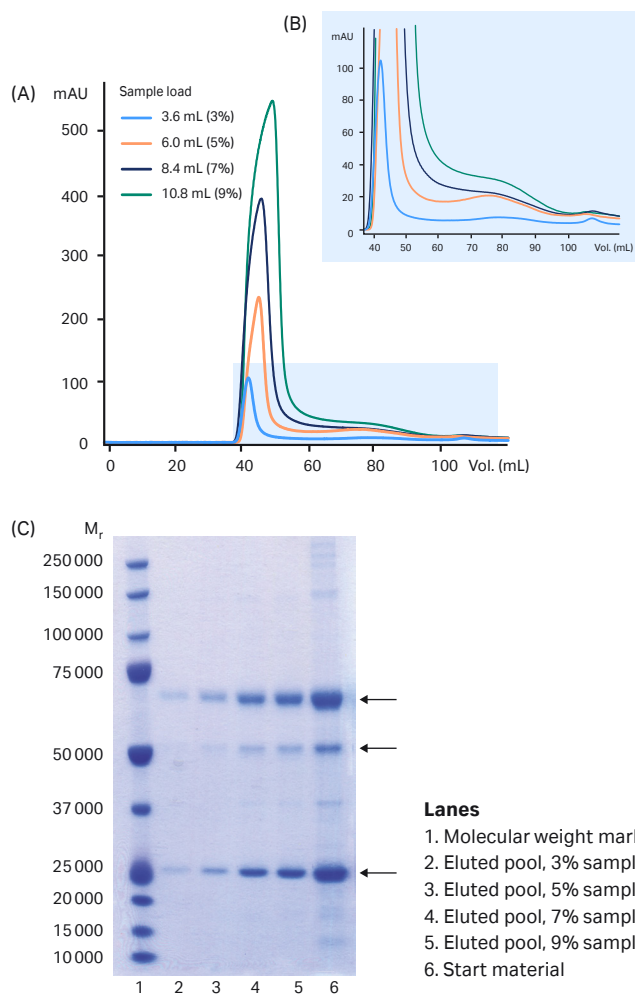 (B)
mAU
100
80
60
40
20
0
40 50 60 70 80 90 100 Vol. (mL)
(A) mAU
Sample load
3.6 mL (3%)
6.0 mL (5%)
8.4 mL (7%)
10.8 mL (9%)
500
400
300
200
100
0
0 20 40 60 80 100 Vol. (mL)
(C) Mr
250 000
150 000
100 000
75 000
50 000
37 000
25 000
20 000
15 000
10 000
1 2 3 4 5 6
Lanes
1. Molecular weight mar
2. Eluted pool, 3% sampl
3. Eluted pool, 5% sampl
4. Eluted pool, 7% sampl
5. Eluted pool, 9% sampl
6. Start material